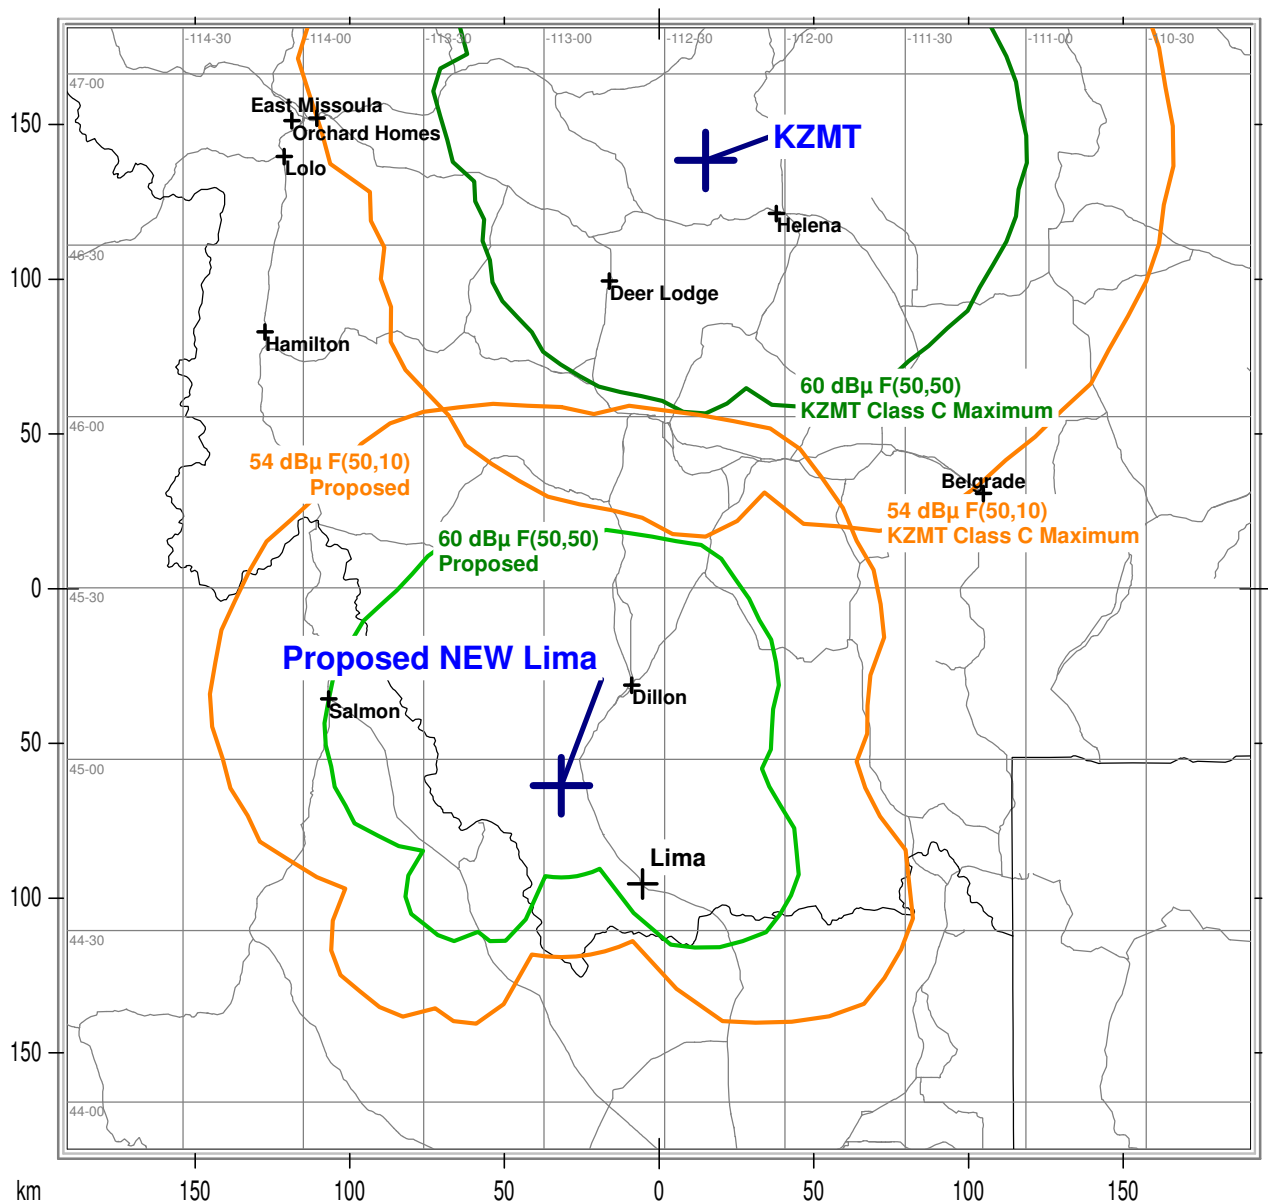 -114-30
-114-00
-113-30
-113-00
-112-30
-112-00
-111-30
-111-00
-110-30
47-00
East Missoula
150
KZMT
Orchard Homes
Lolo
Helena
46-30
100
Deer Lodge
Hamilton
60 dBµ F(50,50)
KZMT Class C Maximum
46-00
50
54 dBµ F(50,10)
Proposed
Belgrade
54 dBµ F(50,10)
KZMT Class C Maximum
60 dBµ F(50,50)
Proposed
0
45-30
Proposed NEW Lima
Dillon
Salmon
50
45-00
Lima
100
44-30
150
44-00
km
150
100
50
0
50
100
150